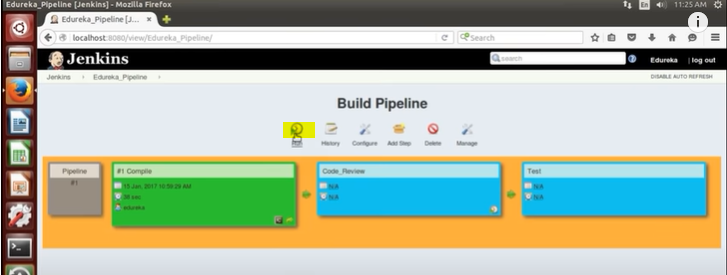 Edureka_Pipeline [Jenkins] - Mozilla Firefox
En
11:25 AM
Edureka_Pipeline [J...
localhost:8080/view/Edureka_Pipeline/
Search
Jenkins
search
Edureka
| log out
Jenkins
Edureka_Pipeline
DISABLE AUTO REFRESH
Build Pipeline
Run
History
Configure
Add Step
Delete
Manage
Pipeline
#1
#1 Compile
15 Jan, 2017 10:59:29 AM
38 sec
edureka
Code_Review
N/A
N/A
Test
N/A
N/A